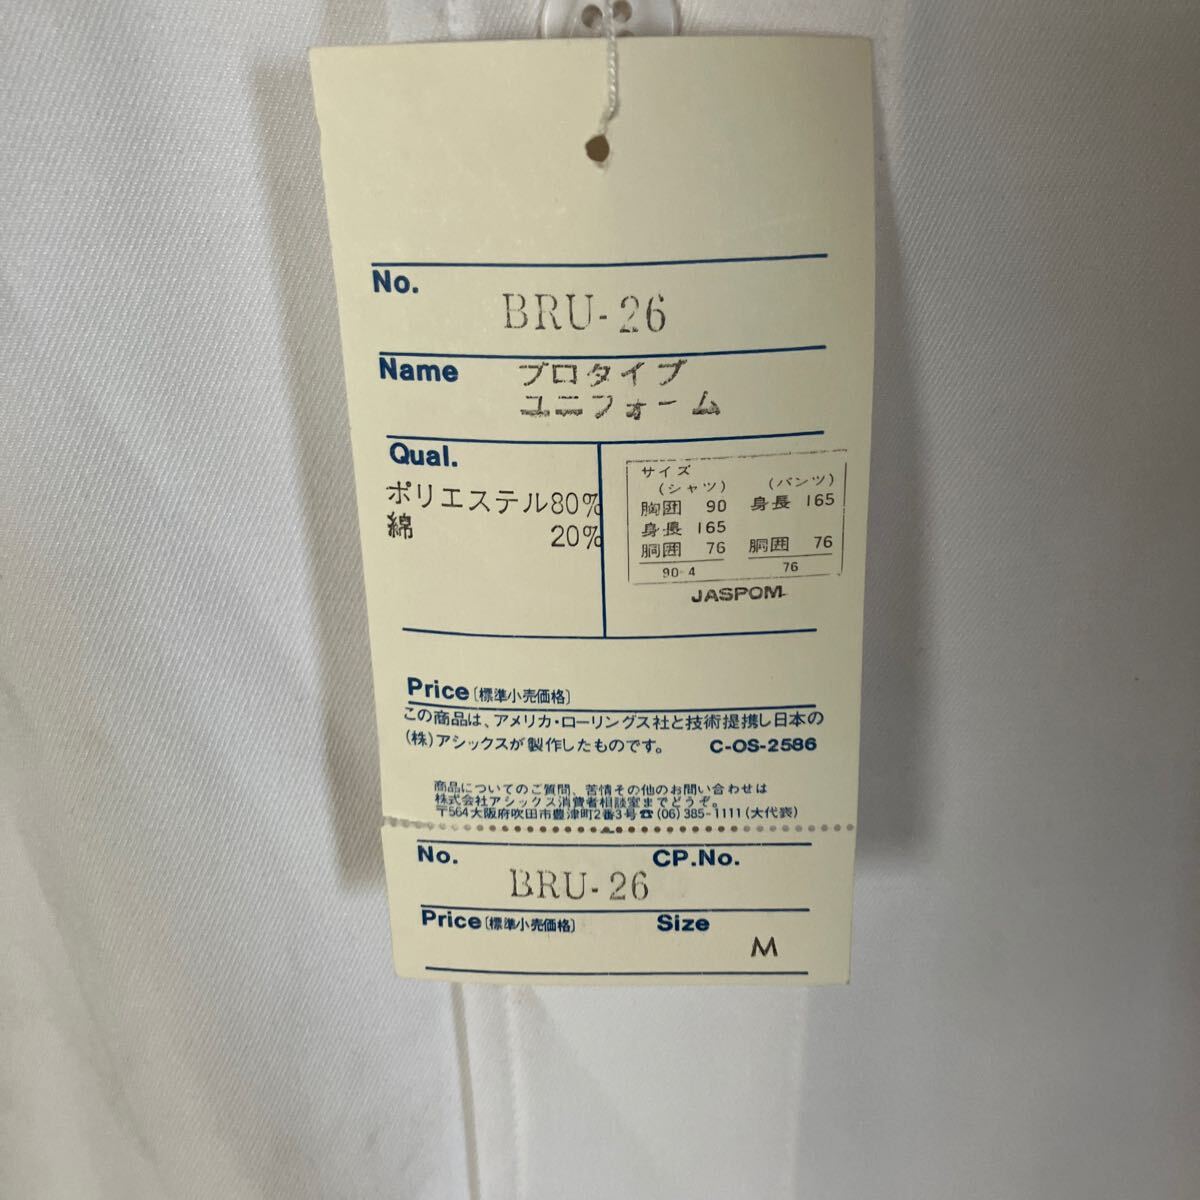 No.
BRU-26
Name プロタイプ
ユニフォーム
Qual.
ポリエステル80%
綿 20%
サイズ
(シャツ) (パンツ)
胸囲 90 身長 165
身長 165
胴囲 76 胴囲 76
90-4 76
JASPOM
Price〔標準小売価格〕
この商品は、アメリカ・ローリングス社と技術提携し日本の
(株)アシックスが製作したものです。 C-OS-2586
商品についてのご質問、苦情その他のお問い合わせは
株式会社アシックス消費者相談室までどうぞ。
〒564大阪府吹田市豊津町2番3号☎(06)385-1111(大代表)
No. CP.No.
BRU-26
Price〔標準小売価格〕 Size
M